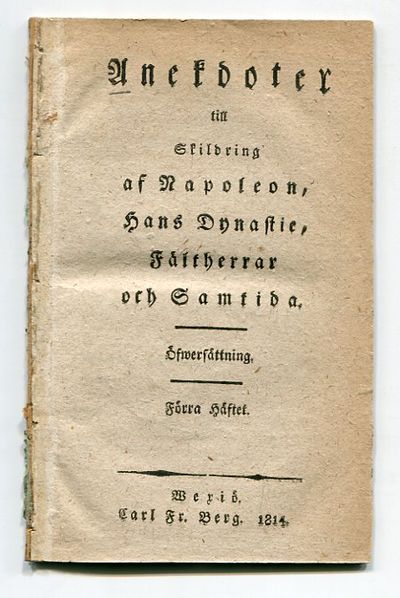 Anekdoter
till
Skildring
af Napoleon,
Hans Dynastie,
Fältherrar
och Samtida.
Öfwersättning.
Förra Häftet.
Wexiö,
Carl Fr. Berg. 1814.